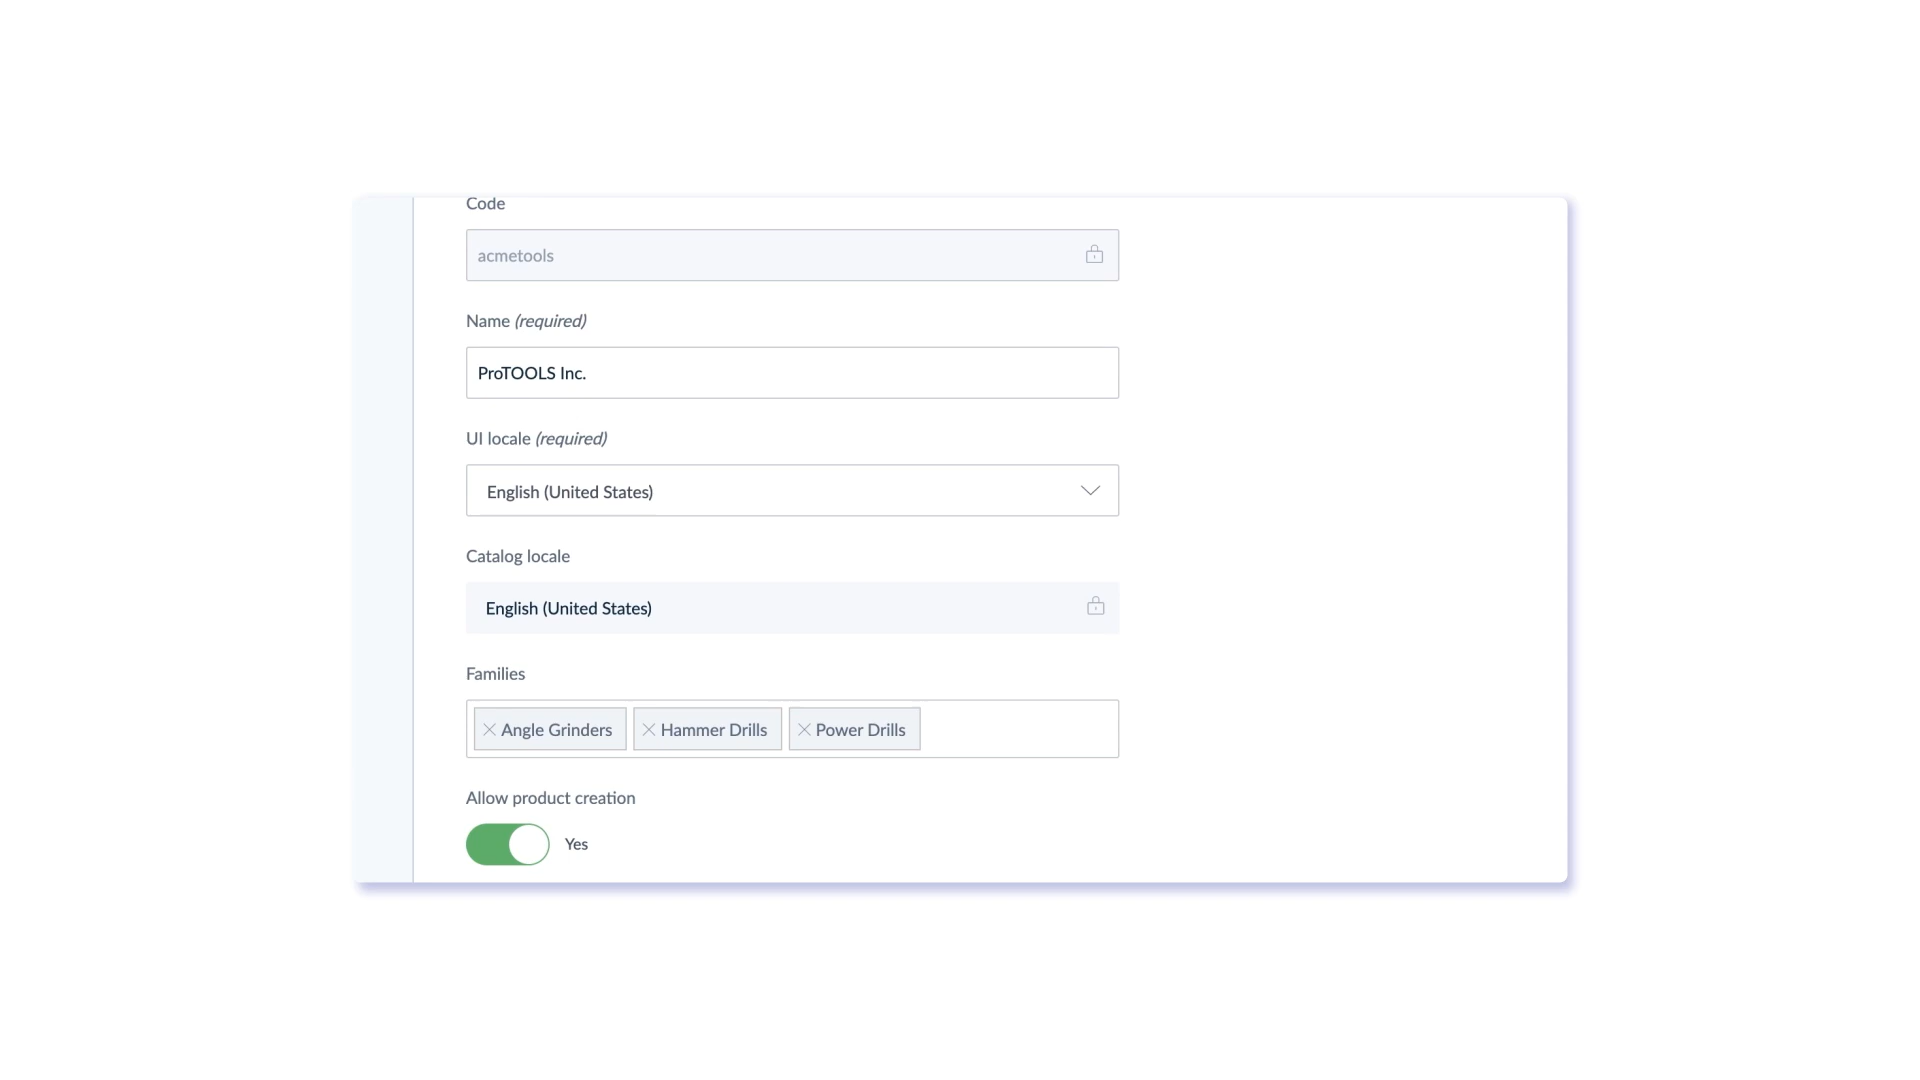 Code
acmetools
Name (required)
ProTOOLS Inc.
UI locale (required)
English (United States)
Catalog locale
English (United States)
Families
Angle Grinders Hammer Drills Power Drills
Allow product creation
Yes